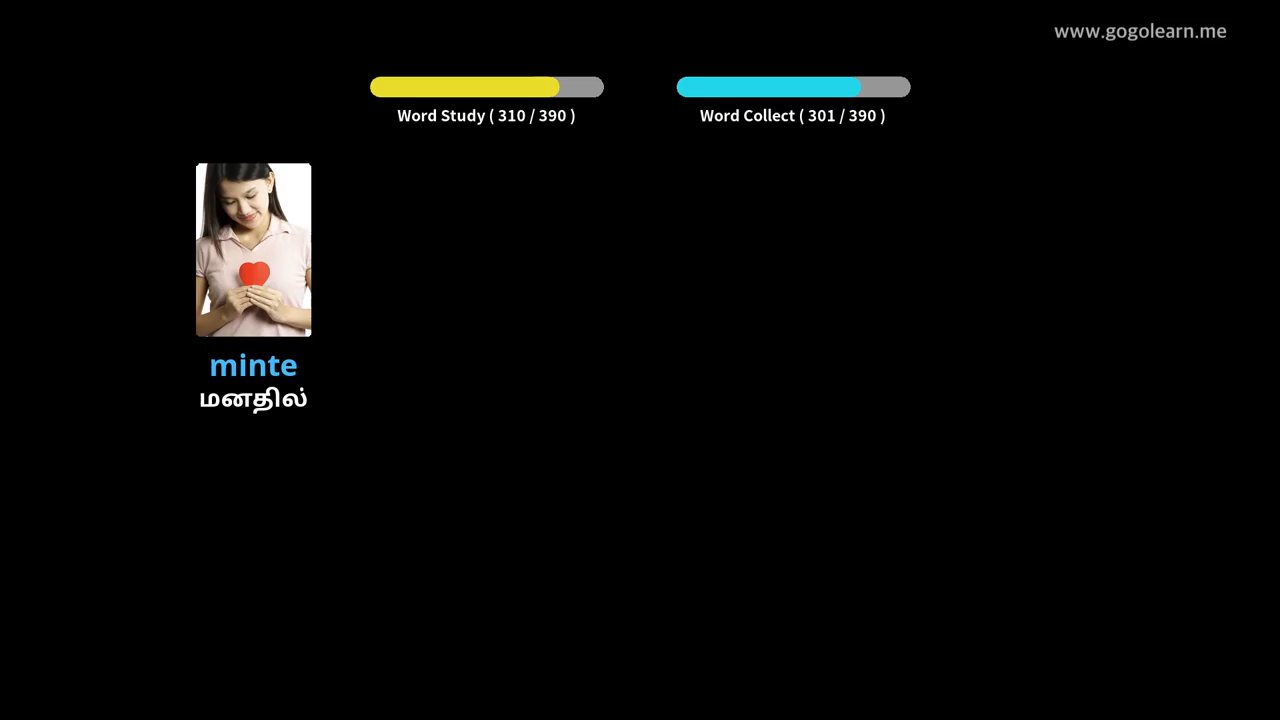 www.gogolearn.me
Word Study ( 310 / 390 )
Word Collect ( 301 / 390 )
minte
மனதில்